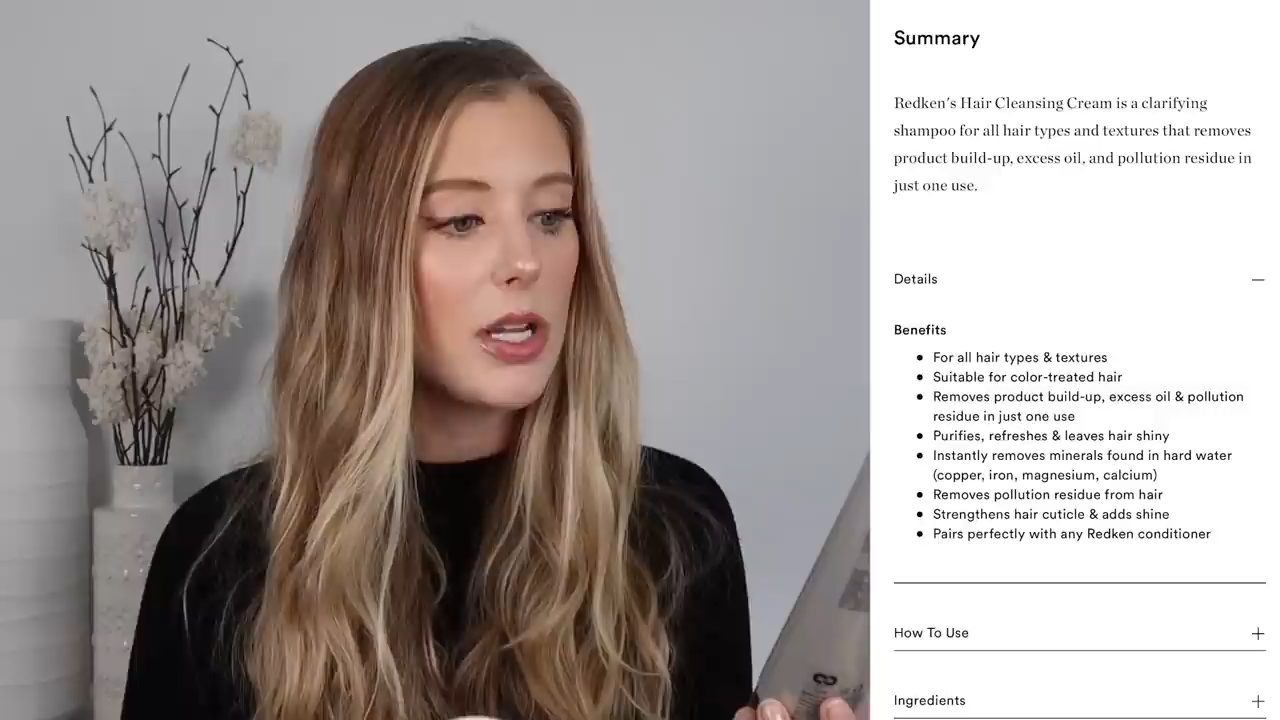 Summary
Redken's Hair Cleansing Cream is a clarifying
shampoo for all hair types and textures that removes
product build-up, excess oil, and pollution residue in
just one use.
Details
Benefits
For all hair types & textures
Suitable for color-treated hair
Removes product build-up, excess oil & pollution
residue in just one use
Purifies, refreshes & leaves hair shiny
Instantly removes minerals found in hard water
(copper, iron, magnesium, calcium)
Removes pollution residue from hair
Strengthens hair cuticle & adds shine
Pairs perfectly with any Redken conditioner
How To Use
Ingredients